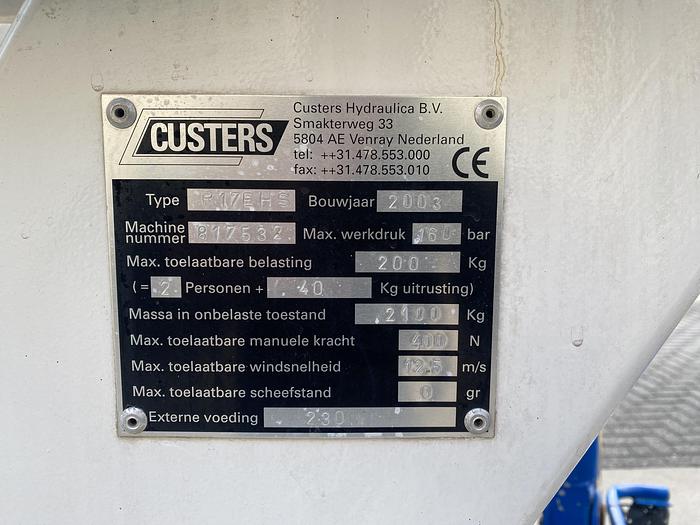 CUSTERS
Custers Hydraulica B.V.
Smakterweg 33
5804 AE Venray Nederland
tel: ++31.478.553.000
fax: ++31.478.553.010
CE
Type R17EHS Bouwjaar 2003
Machine nummer 817532 Max. werkdruk 160 bar
Max. toelaatbare belasting 200 Kg
(= 2 Personen + 40 Kg uitrusting)
Massa in onbelaste toestand 2100 Kg
Max. toelaatbare manuele kracht 400 N
Max. toelaatbare windsnelheid 12.5 m/s
Max. toelaatbare scheefstand 0 gr
Externe voeding 230